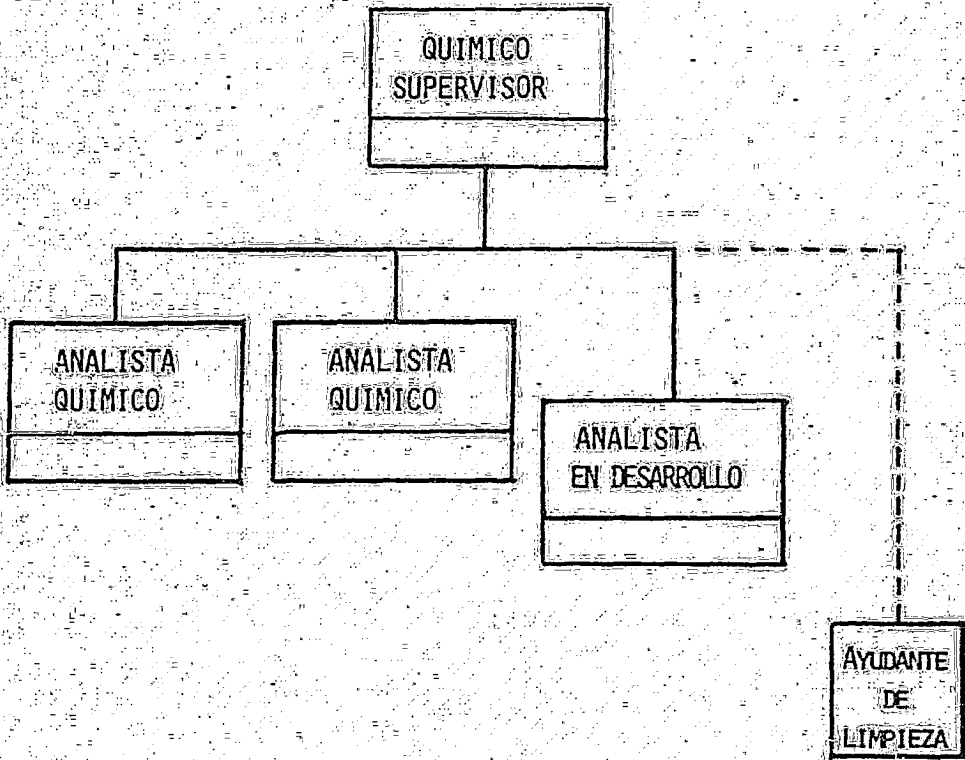 QUIMICO
SUPERVISOR
ANALISTA
QUIMICO
ANALISTA
QUIMICO
ANALISTA
EN DESARROLLO
AYUDANTE
DE
LIMPIEZA